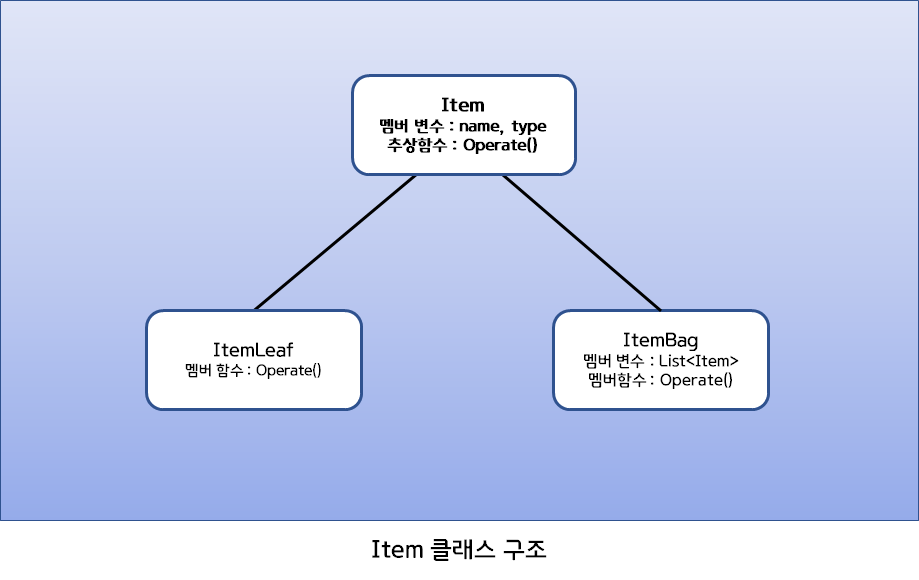 Item
멤버 변수 : name, type
추상함수 : Operate()
ItemLeaf
멤버 함수 : Operate()
ItemBag
멤버 변수 : List<Item>
멤버함수 : Operate()
Item 클래스 구조